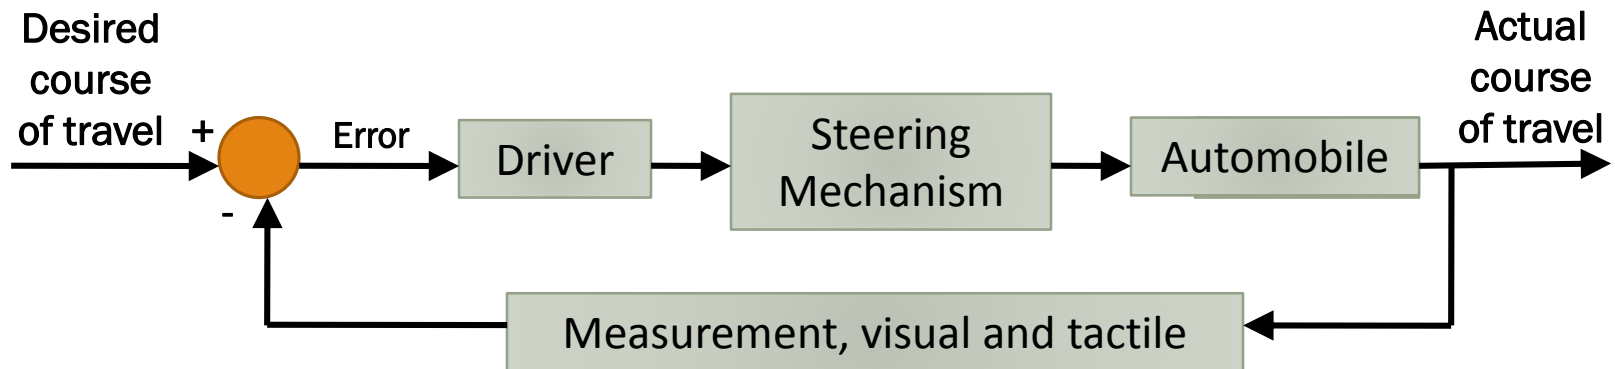 Desired
course
of travel
+
-
Error
Driver
Steering
Mechanism
Automobile
Actual
course
of travel
Measurement, visual and tactile